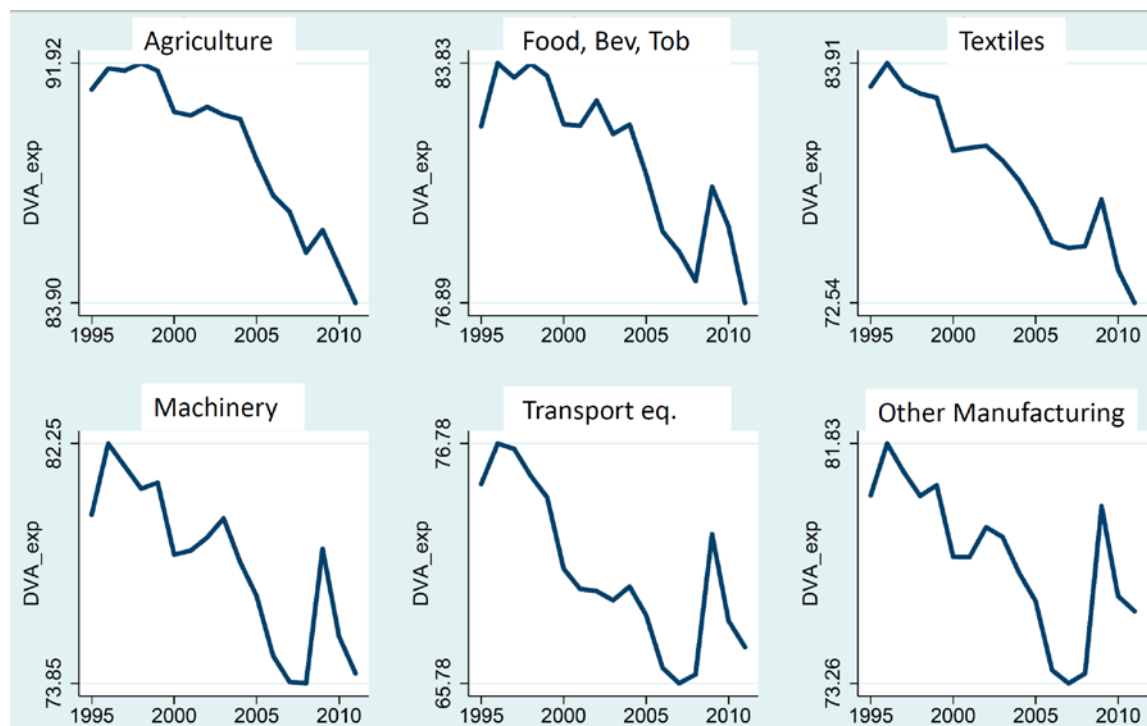 Agriculture
91.92
DVA_exp
83.90
1995 2000 2005 2010
Food, Bev, Tob
83.83
DVA_exp
76.89
1995 2000 2005 2010
Textiles
83.91
DVA_exp
72.54
1995 2000 2005 2010
Machinery
82.25
DVA_exp
73.85
1995 2000 2005 2010
Transport eq.
76.78
DVA_exp
65.78
1995 2000 2005 2010
Other Manufacturing
81.83
DVA_exp
73.26
1995 2000 2005 2010